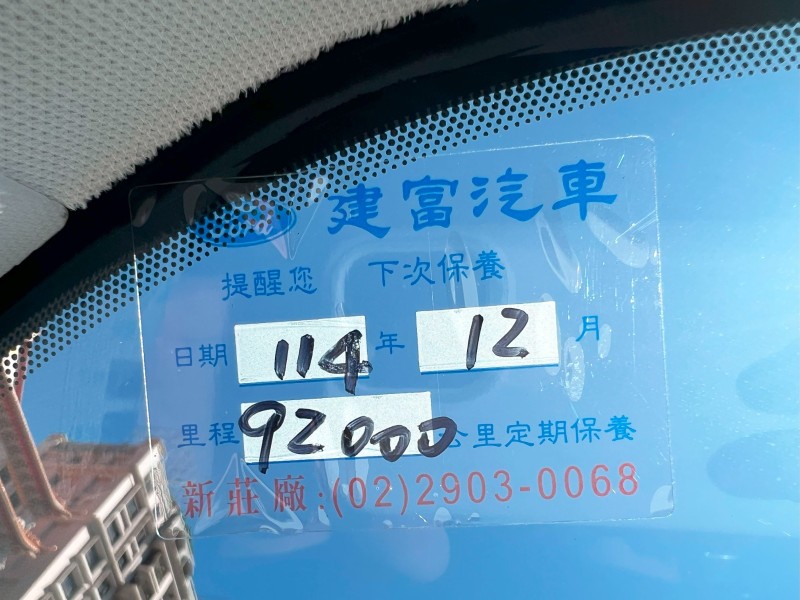 建富汽車
提醒您 下次保養
日期 114 年 12 月
里程 92000 公里定期保養
新莊廠:(02)2903-0068